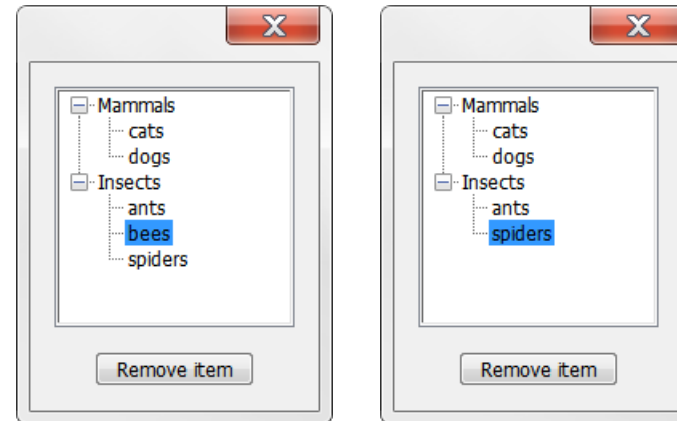 Mammals
cats
dogs
Insects
ants
bees
spiders
Remove item
Mammals
cats
dogs
Insects
ants
spiders
Remove item